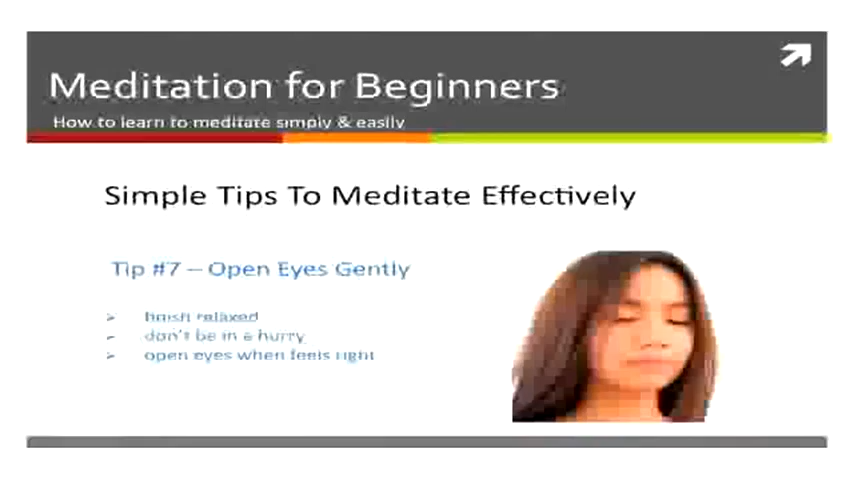 Meditation for Beginners
How to learn to meditate simply & easily
Simple Tips To Meditate Effectively
Tip #7 – Open Eyes Gently
➢ finish relaxed
➢ don't be in a hurry
➢ open eyes when feels right